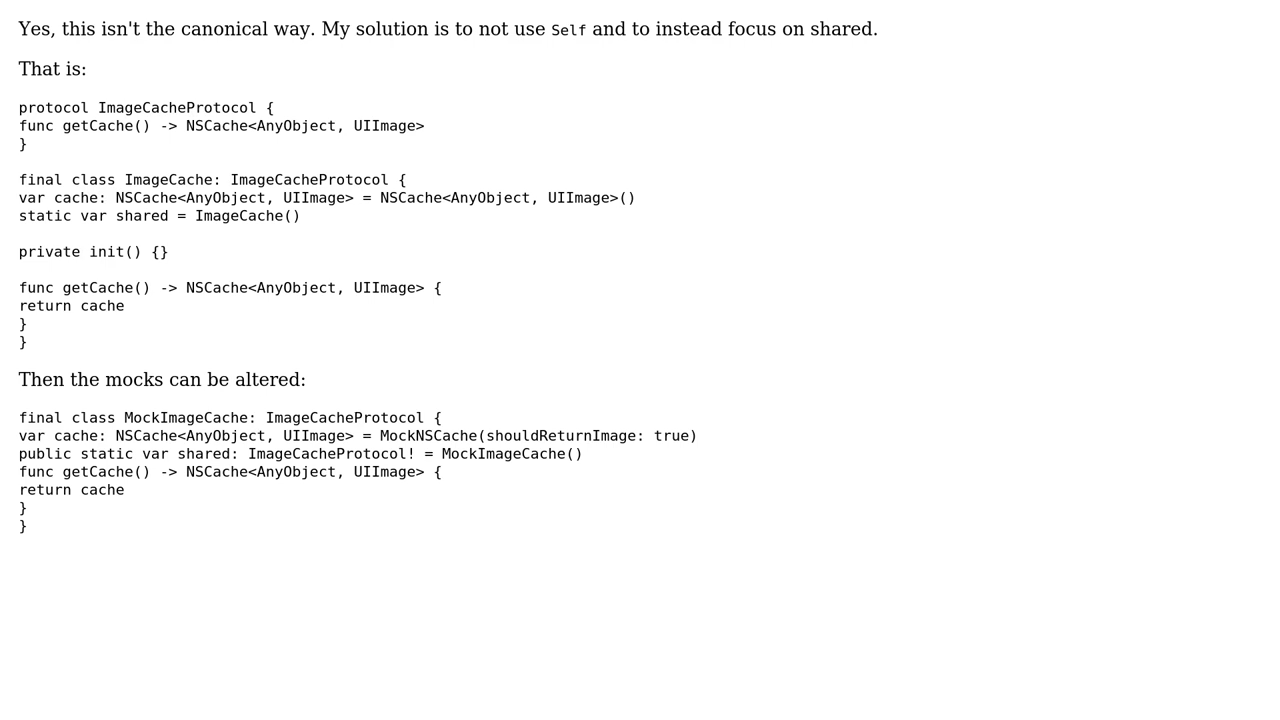 Yes, this isn't the canonical way. My solution is to not use Self and to instead focus on shared.
That is:
protocol ImageCacheProtocol {
func getCache() -> NSCache<AnyObject, UIImage>
}
final class ImageCache: ImageCacheProtocol {
var cache: NSCache<AnyObject, UIImage> = NSCache<AnyObject, UIImage>()
static var shared = ImageCache()
private init() {}
func getCache() -> NSCache<AnyObject, UIImage> {
return cache
}
}
Then the mocks can be altered:
final class MockImageCache: ImageCacheProtocol {
var cache: NSCache<AnyObject, UIImage> = MockNSCache(shouldReturnImage: true)
public static var shared: ImageCacheProtocol! = MockImageCache()
func getCache() -> NSCache<AnyObject, UIImage> {
return cache
}
}